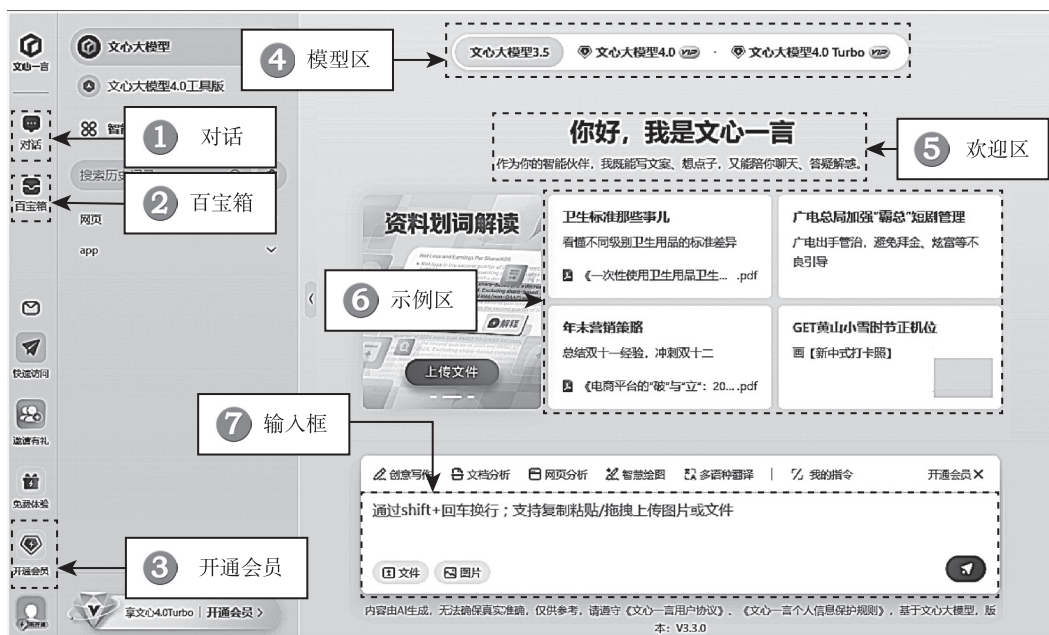 文心一言
对话
百宝箱
快速访问
邀请有礼
免费体验
开通会员
文心大模型
文心大模型4.0工具版
智能
搜索历史
网页
app
享文心4.0Turbo | 开通会员 >
4 模型区
1 对话
2 百宝箱
3 开通会员
文心大模型3.5
文心大模型4.0 VIP · 文心大模型4.0 Turbo VIP
你好，我是文心一言
作为你的智能伙伴，我既能写文案、想点子，又能陪你聊天、答疑解惑。
5 欢迎区
资料划词解读
解释
上传文件
6 示例区
卫生标准那些事儿
看懂不同级别卫生用品的标准差异
《一次性使用卫生用品卫生... .pdf
广电总局加强“霸总”短剧管理
广电出手管治，避免拜金、炫富等不
良引导
年末营销策略
总结双十一经验，冲刺双十二
《电商平台的“破”与“立”：20... .pdf
GET黄山小雪时节正机位
画【新中式打卡照】
7 输入框
创意写作 文档分析 网页分析 智慧绘图 多语种翻译 | 我的指令 开通会员×
通过shift+回车换行；支持复制粘贴/拖拽上传图片或文件
文件 图片
内容由AI生成，无法确保真实准确，仅供参考，请遵守《文心一言用户协议》、《文心一言个人信息保护规则》，基于文心大模型，版
本：V3.3.0